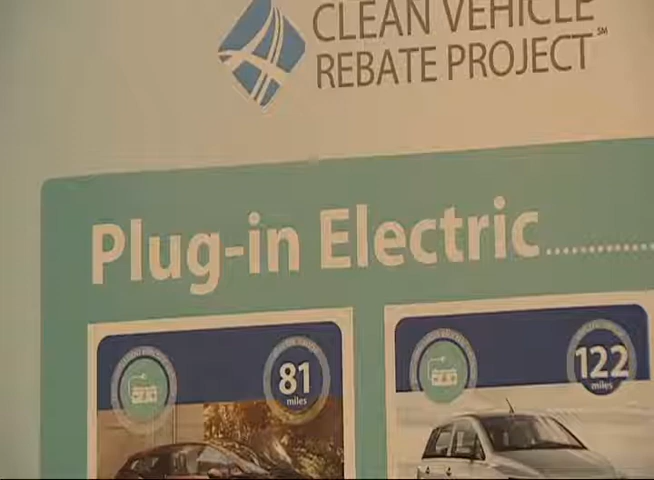 CLEAN VEHICLE
REBATE PROJECT℠
Plug-in Electric
81
miles
122
miles